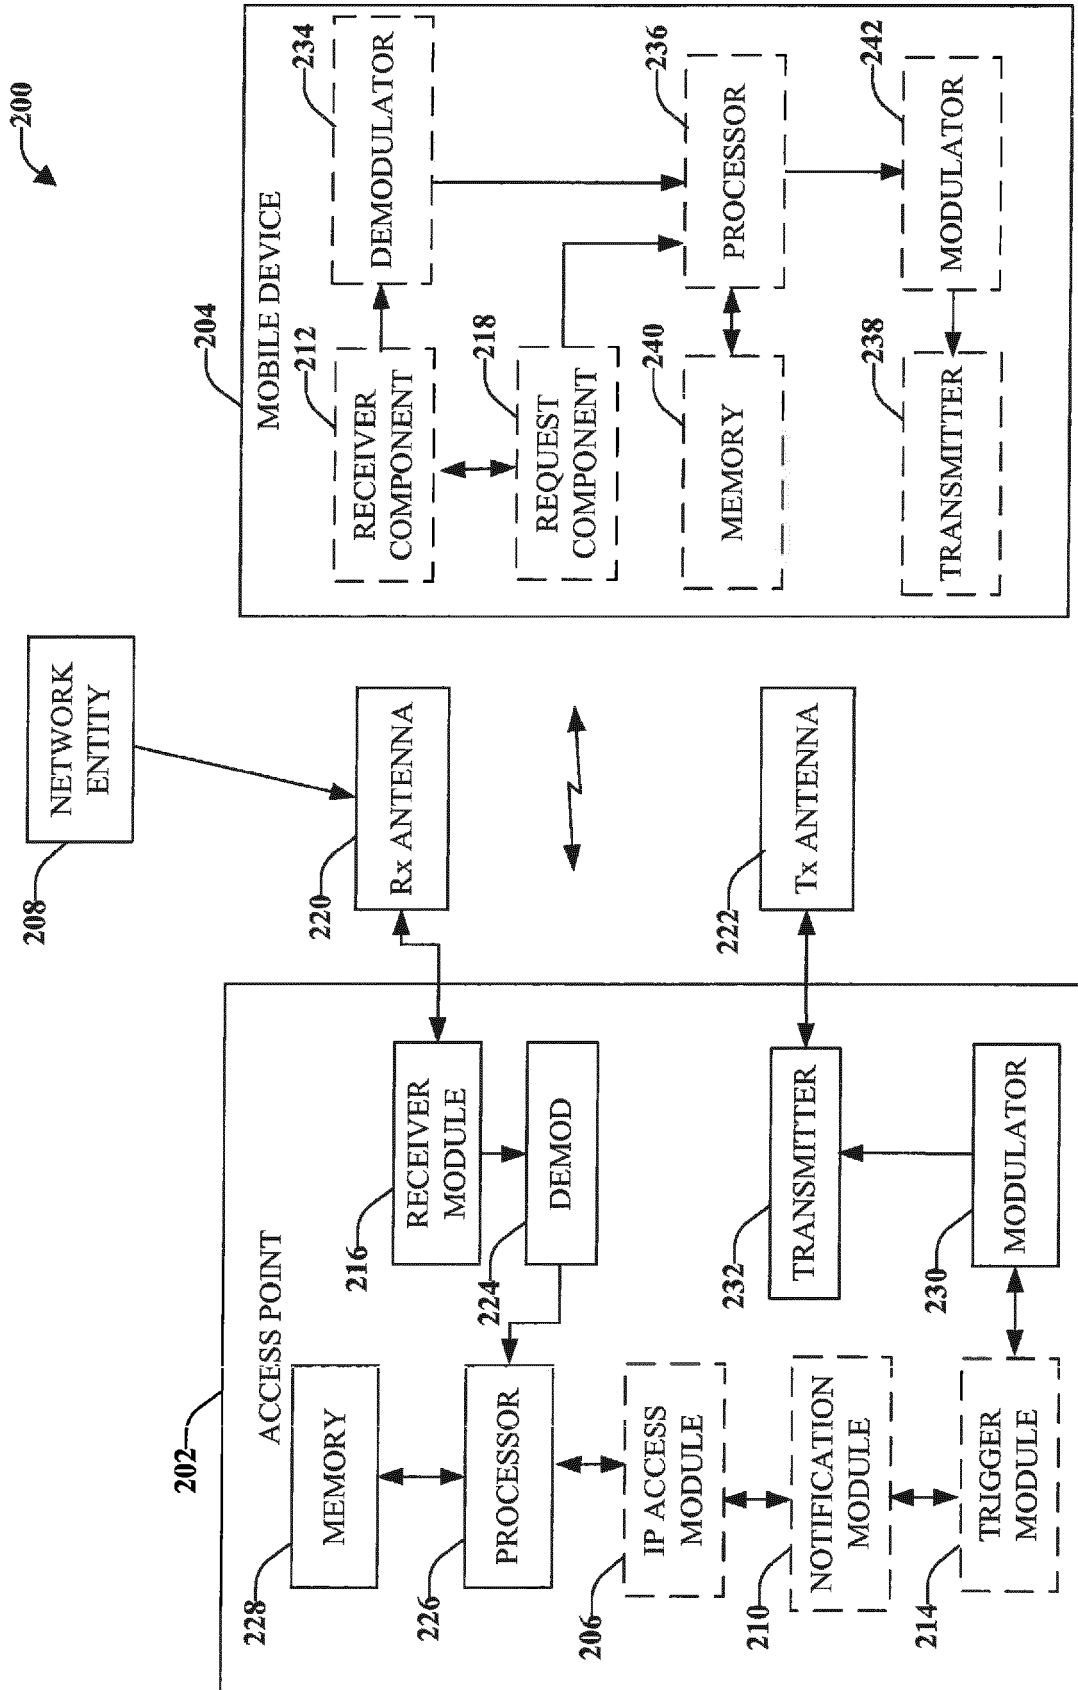 200
202
ACCESS POINT
228
MEMORY
226
PROCESSOR
206
IP ACCESS
MODULE
210
NOTIFICATION
MODULE
214
TRIGGER
MODULE
216
RECEIVER
MODULE
224
DEMOD
232
TRANSMITTER
230
MODULATOR
208
NETWORK
ENTITY
220
Rx ANTENNA
222
Tx ANTENNA
204
MOBILE DEVICE
212
RECEIVER
COMPONENT
234
DEMODULATOR
218
REQUEST
COMPONENT
240
MEMORY
236
PROCESSOR
238
TRANSMITTER
242
MODULATOR